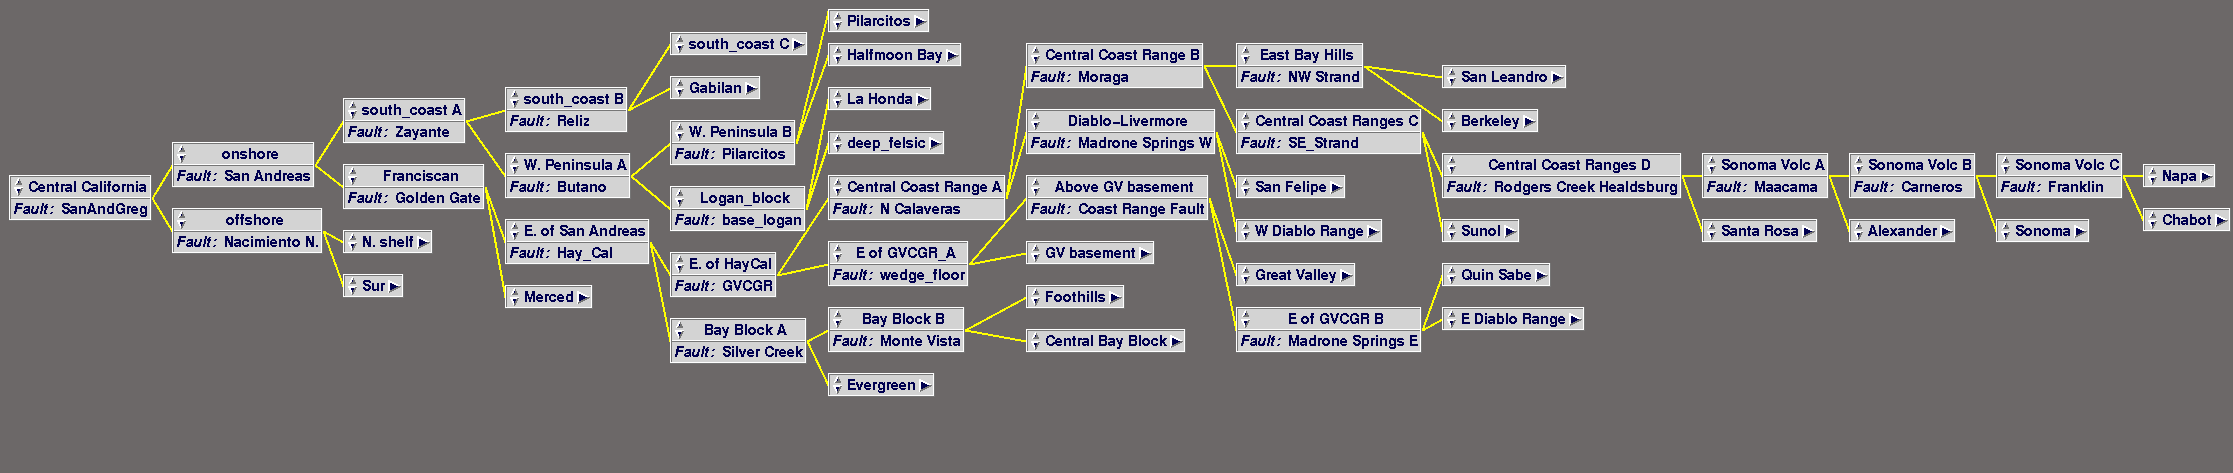 Central California
Fault: SanAndGreg
onshore
Fault: San Andreas
offshore
Fault: Nacimiento N.
south_coast A
Fault: Zayante
Franciscan
Fault: Golden Gate
N. shelf
Sur
south_coast B
Fault: Reliz
W. Peninsula A
Fault: Butano
E. of San Andreas
Fault: Hay_Cal
Merced
south_coast C
Gabilan
W. Peninsula B
Fault: Pilarcitos
Logan_block
Fault: base_logan
E. of HayCal
Fault: GVCGR
Bay Block A
Fault: Silver Creek
Pilarcitos
Halfmoon Bay
La Honda
deep_felsic
Central Coast Range A
Fault: N Calaveras
E of GVCGR_A
Fault: wedge_floor
Bay Block B
Fault: Monte Vista
Evergreen
Central Coast Range B
Fault: Moraga
Diablo-Livermore
Fault: Madrone Springs W
Above GV basement
Fault: Coast Range Fault
GV basement
Foothills
Central Bay Block
East Bay Hills
Fault: NW Strand
Central Coast Ranges C
Fault: SE_Strand
San Felipe
W Diablo Range
Great Valley
E of GVCGR B
Fault: Madrone Springs E
San Leandro
Berkeley
Central Coast Ranges D
Fault: Rodgers Creek Healdsburg
Sunol
Quin Sabe
E Diablo Range
Sonoma Volc A
Fault: Maacama
Santa Rosa
Sonoma Volc B
Fault: Carneros
Alexander
Sonoma Volc C
Fault: Franklin
Sonoma
Napa
Chabot